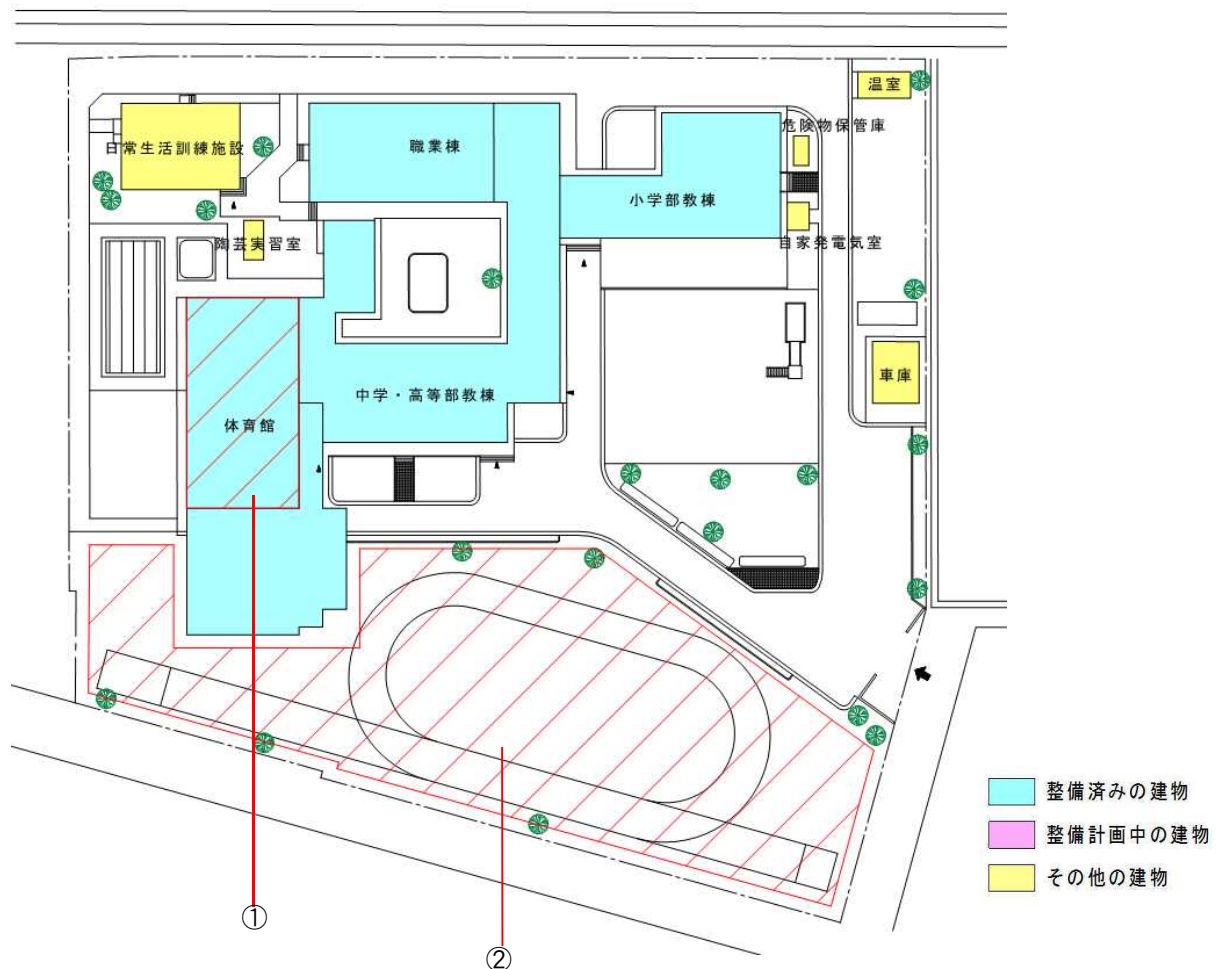 温室
危険物保管庫
日常生活訓練施設
職業棟
小学部教棟
陶芸実習室
自家発電気室
車庫
中学・高等部教棟
体育館
整備済みの建物
整備計画中の建物
その他の建物
①
②